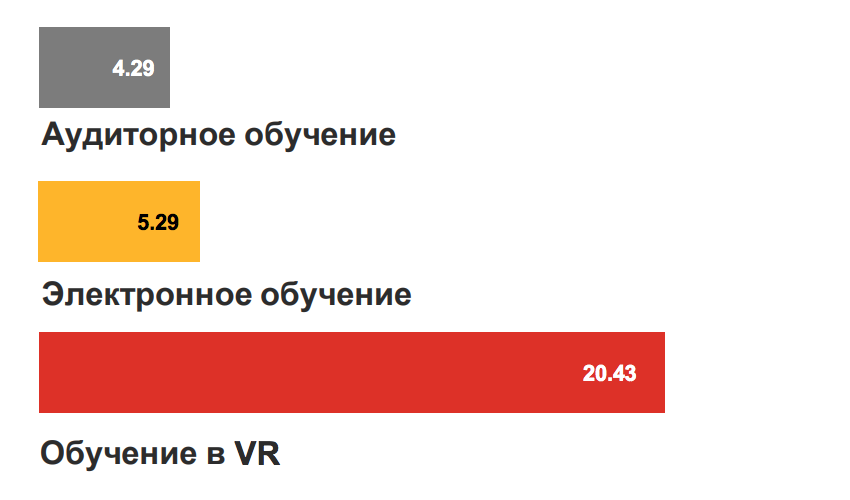 4.29
Аудиторное обучение
5.29
Электронное обучение
20.43
Обучение в VR